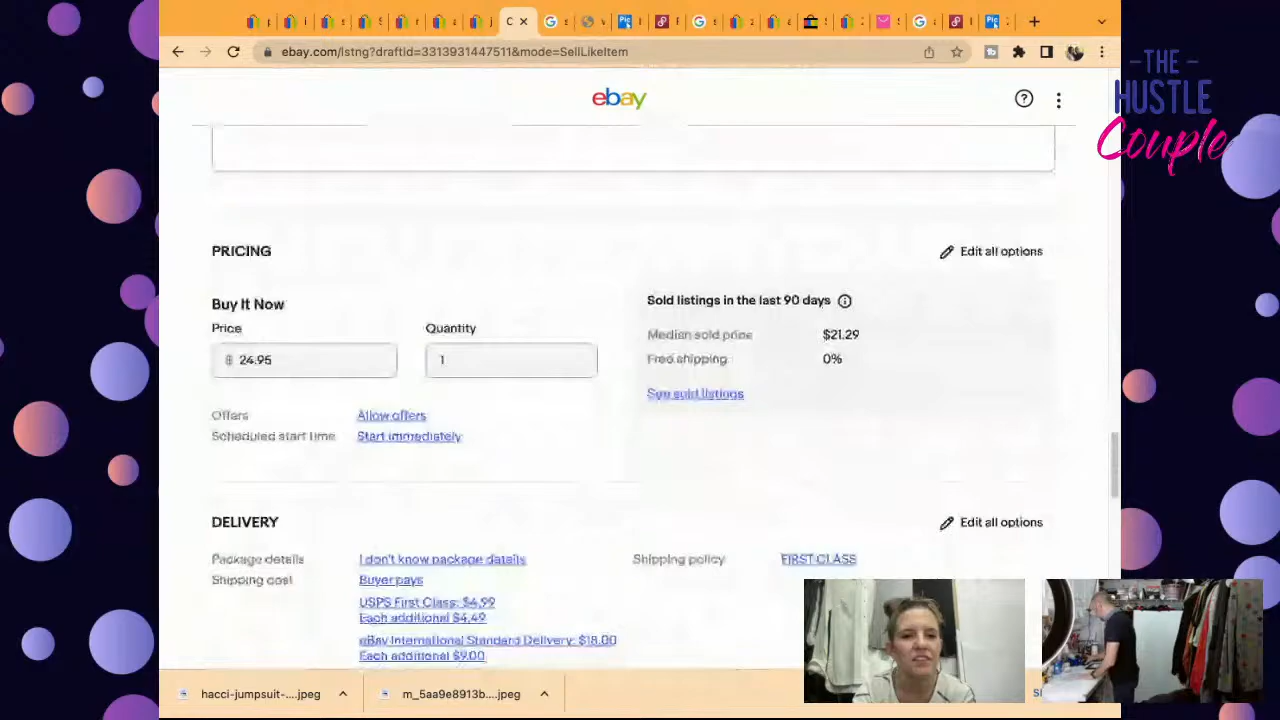 ebay.com/lstng?draftId=3313931447511&mode=SellLikeItem
- THE -
HUSTLE
Couple
ebay
PRICING
Edit all options
Buy It Now
Sold listings in the last 90 days
Price
Quantity
Median sold price
$21.29
$ 24.95
1
Free shipping
0%
See sold listings
Offers
Allow offers
Scheduled start time
Start immediately
DELIVERY
Edit all options
Package details
I don't know package details
Shipping policy
FIRST CLASS
Shipping cost
Buyer pays
USPS First Class: $4.99
Each additional $4.49
eBay International Standard Delivery: $18.00
Each additional $9.00
hacci-jumpsuit-....jpeg
m_5aa9e8913b....jpeg